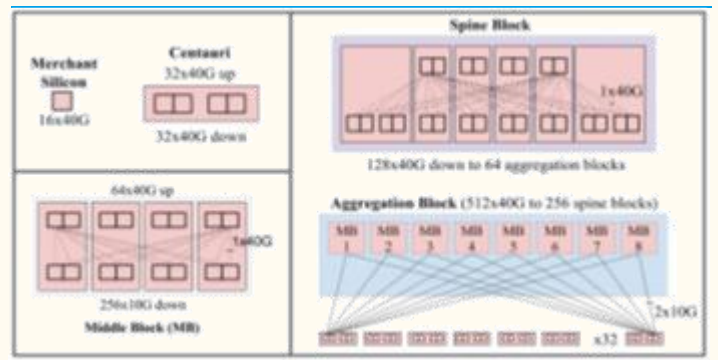 Merchant
Silicon
16x40G
Centauri
32x40G up
32x40G down
64x40G up
1x40G
256x10G down
Middle Block (MB)
Spine Block
1x40G
128x40G down to 64 aggregation blocks
Aggregation Block (512x40G to 256 spine blocks)
MB MB MB MB MB MB MB MB
1 2 3 4 5 6 7 8
2x10G
x32